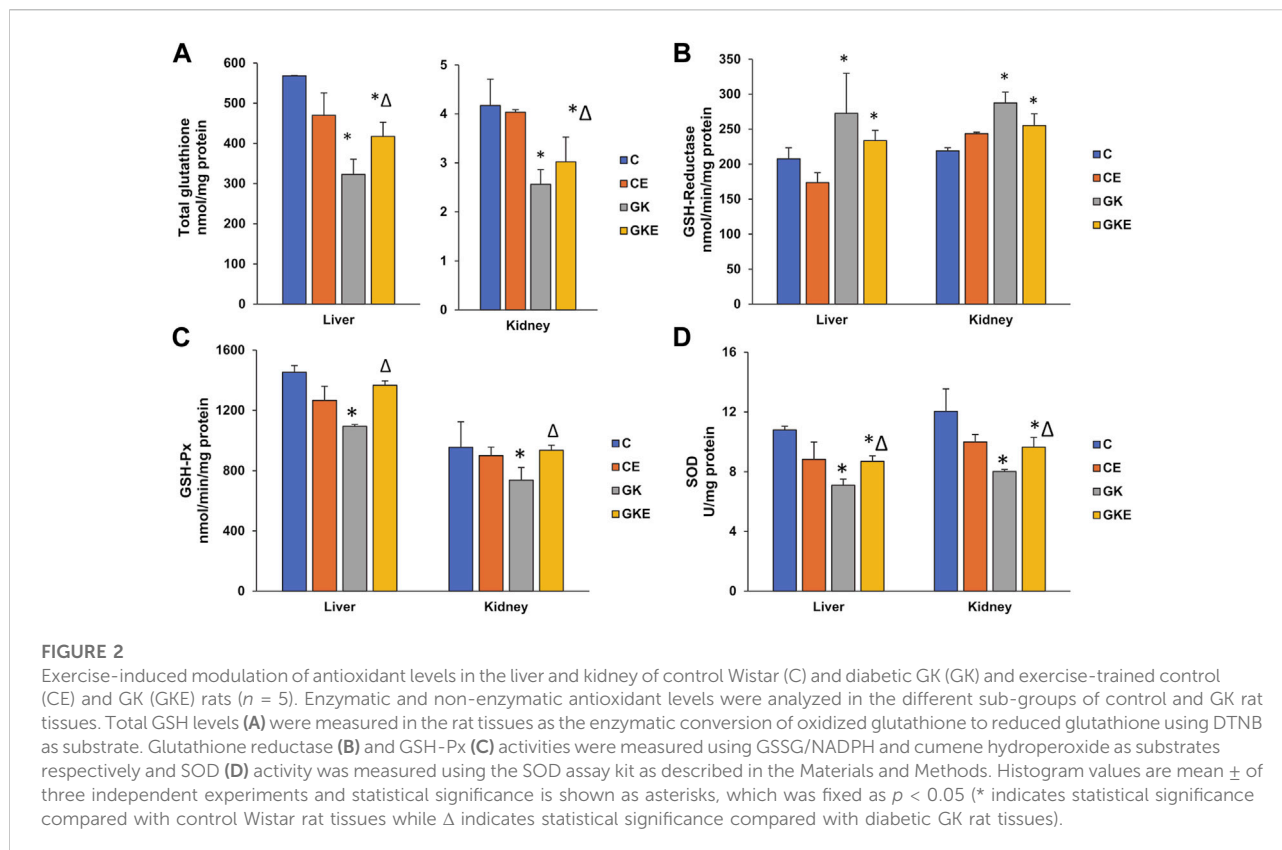 A
Total glutathione
nmol/mg protein
600
500
400
300
200
100
0
*
*Δ
Liver
5
4
3
2
1
0
*
*Δ
Kidney
C
CE
GK
GKE
B
GSH-Reductase
nmol/min/mg protein
350
300
250
200
150
100
50
0
*
*
*
*
Liver
Kidney
C
CE
GK
GKE
C
GSH-Px
nmol/min/mg protein
1600
1200
800
400
0
*
Δ
*
Δ
Liver
Kidney
C
CE
GK
GKE
D
SOD
U/mg protein
16
12
8
4
0
*
*Δ
*
*Δ
Liver
Kidney
C
CE
GK
GKE
FIGURE 2
Exercise-induced modulation of antioxidant levels in the liver and kidney of control Wistar (C) and diabetic GK (GK) and exercise-trained control
(CE) and GK (GKE) rats (n = 5). Enzymatic and non-enzymatic antioxidant levels were analyzed in the different sub-groups of control and GK rat
tissues. Total GSH levels (A) were measured in the rat tissues as the enzymatic conversion of oxidized glutathione to reduced glutathione using DTNB
as substrate. Glutathione reductase (B) and GSH-Px (C) activities were measured using GSSG/NADPH and cumene hydroperoxide as substrates
respectively and SOD (D) activity was measured using the SOD assay kit as described in the Materials and Methods. Histogram values are mean ± of
three independent experiments and statistical significance is shown as asterisks, which was fixed as p < 0.05 (* indicates statistical significance
compared with control Wistar rat tissues while Δ indicates statistical significance compared with diabetic GK rat tissues).